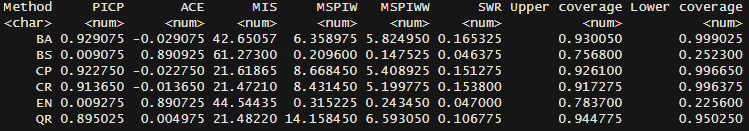 Method PICP ACE MIS MSPIW MSPIWW SWR Upper coverage Lower coverage
<char> <num> <num> <num> <num> <num> <num> <num> <num>
BA 0.929075 -0.029075 42.65057 6.358975 5.824950 0.165325 0.930050 0.999025
BS 0.009075 0.890925 61.27300 0.209600 0.147525 0.046375 0.756800 0.252300
CP 0.922750 -0.022750 21.61865 8.668450 5.408925 0.151275 0.926100 0.996650
CR 0.913650 -0.013650 21.47210 8.431450 5.199775 0.153800 0.917275 0.996375
EN 0.009275 0.890725 44.54435 0.315225 0.243450 0.047000 0.783700 0.225600
QR 0.895025 0.004975 21.48220 14.158450 6.593050 0.106775 0.944775 0.950250